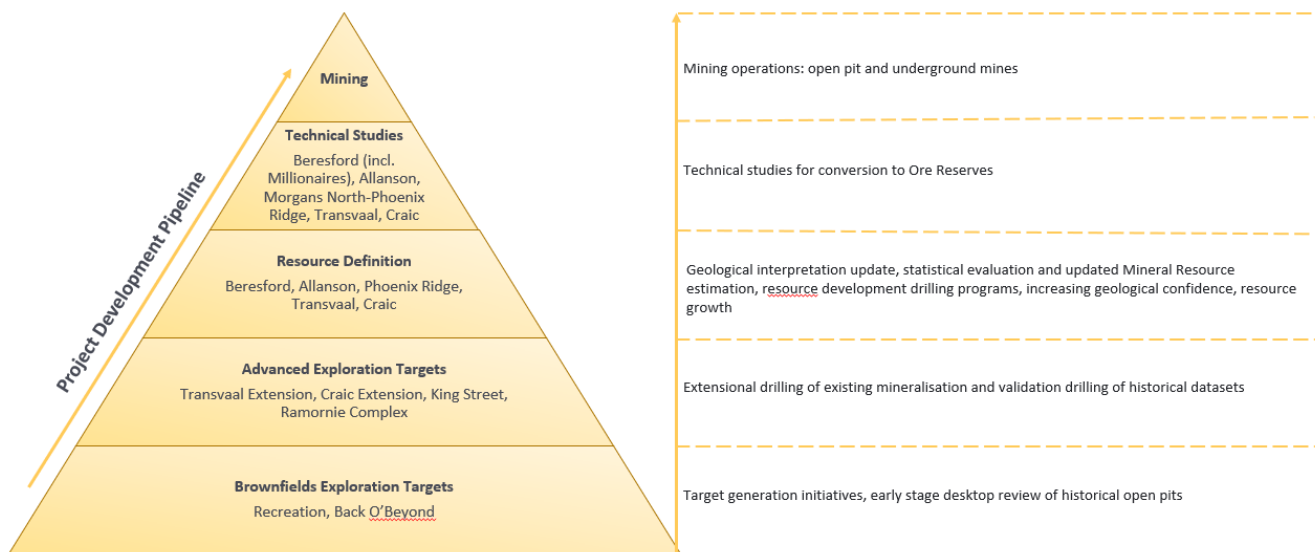 Project Development Pipeline
Mining
Technical Studies
Beresford (incl.
Millionaires), Allanson,
Morgans North-Phoenix
Ridge, Transvaal, Craic
Resource Definition
Beresford, Allanson, Phoenix Ridge,
Transvaal, Craic
Advanced Exploration Targets
Transvaal Extension, Craic Extension, King Street,
Ramornie Complex
Brownfields Exploration Targets
Recreation, Back O’Beyond
Mining operations: open pit and underground mines
Technical studies for conversion to Ore Reserves
Geological interpretation update, statistical evaluation and updated Mineral Resource
estimation, resource development drilling programs, increasing geological confidence, resource
growth
Extensional drilling of existing mineralisation and validation drilling of historical datasets
Target generation initiatives, early stage desktop review of historical open pits